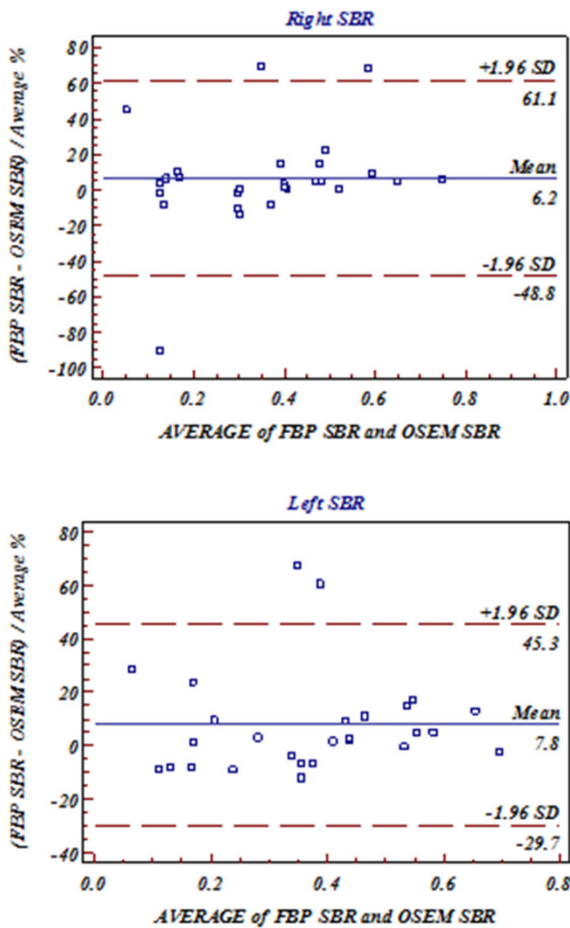 Right SBR
80
+1.96 SD
60
61.1
40
20
Mean
0
6.2
-20
-1.96 SD
-40
-48.8
-60
-80
-100
(FBP SBR - OSEM SBR) / Average %
0.0 0.2 0.4 0.6 0.8 1.0
AVERAGE of FBP SBR and OSEM SBR
Left SBR
80
60
+1.96 SD
40
45.3
20
Mean
0
7.8
-20
-1.96 SD
-29.7
-40
(FBP SBR - OSEM SBR) / Average %
0.0 0.2 0.4 0.6 0.8
AVERAGE of FBP SBR and OSEM SBR